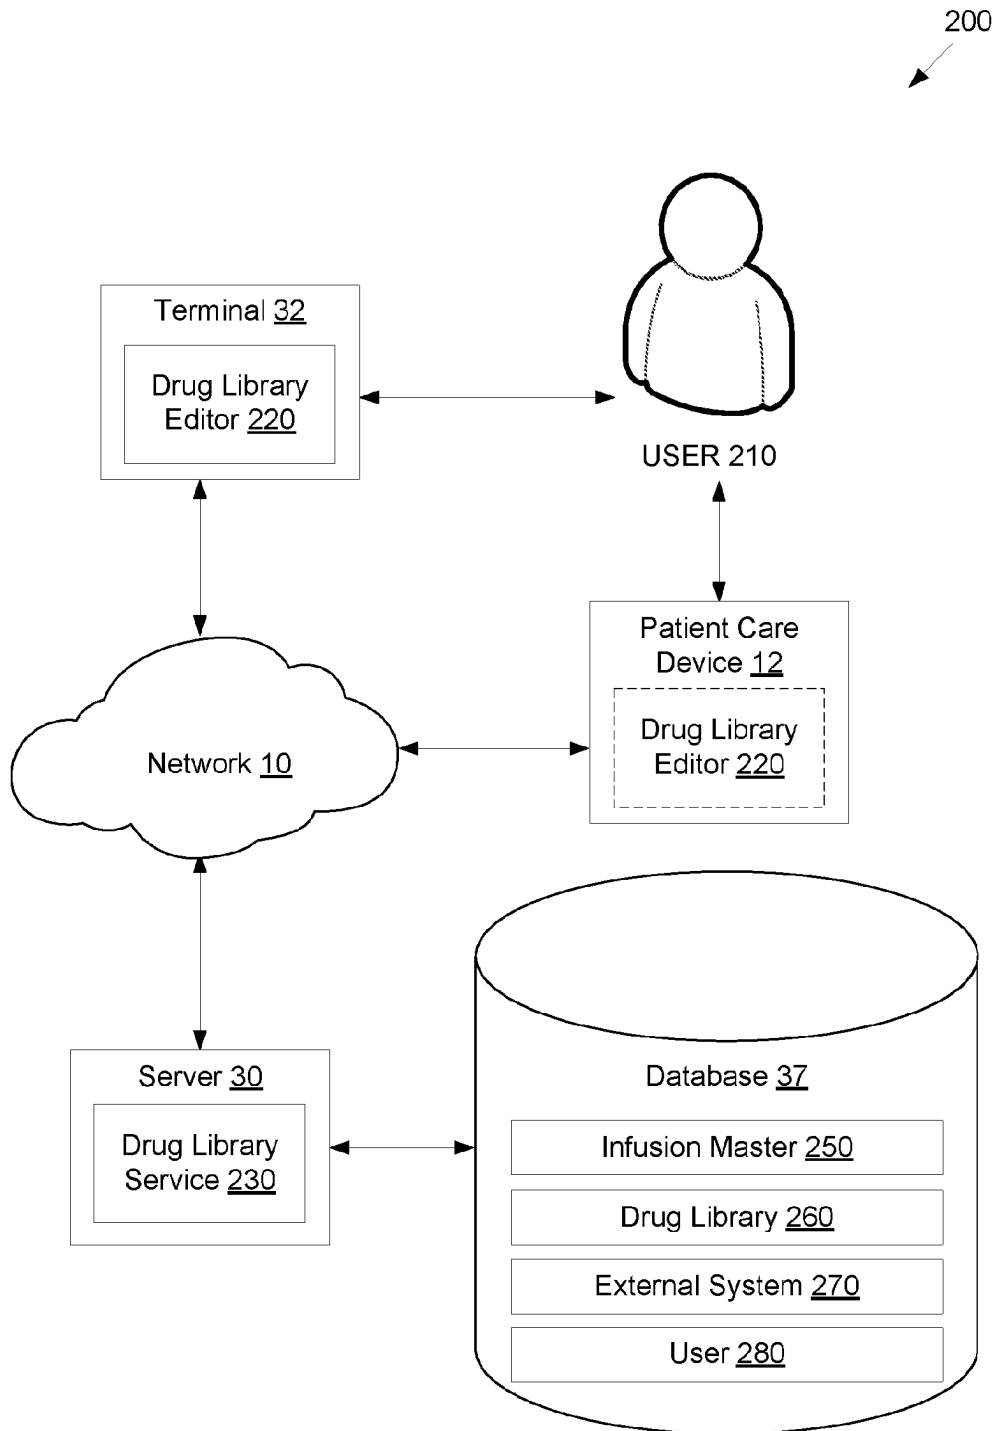 200
Terminal 32
Drug Library
Editor 220
USER 210
Patient Care
Device 12
Drug Library
Editor 220
Network 10
Server 30
Drug Library
Service 230
Database 37
Infusion Master 250
Drug Library 260
External System 270
User 280